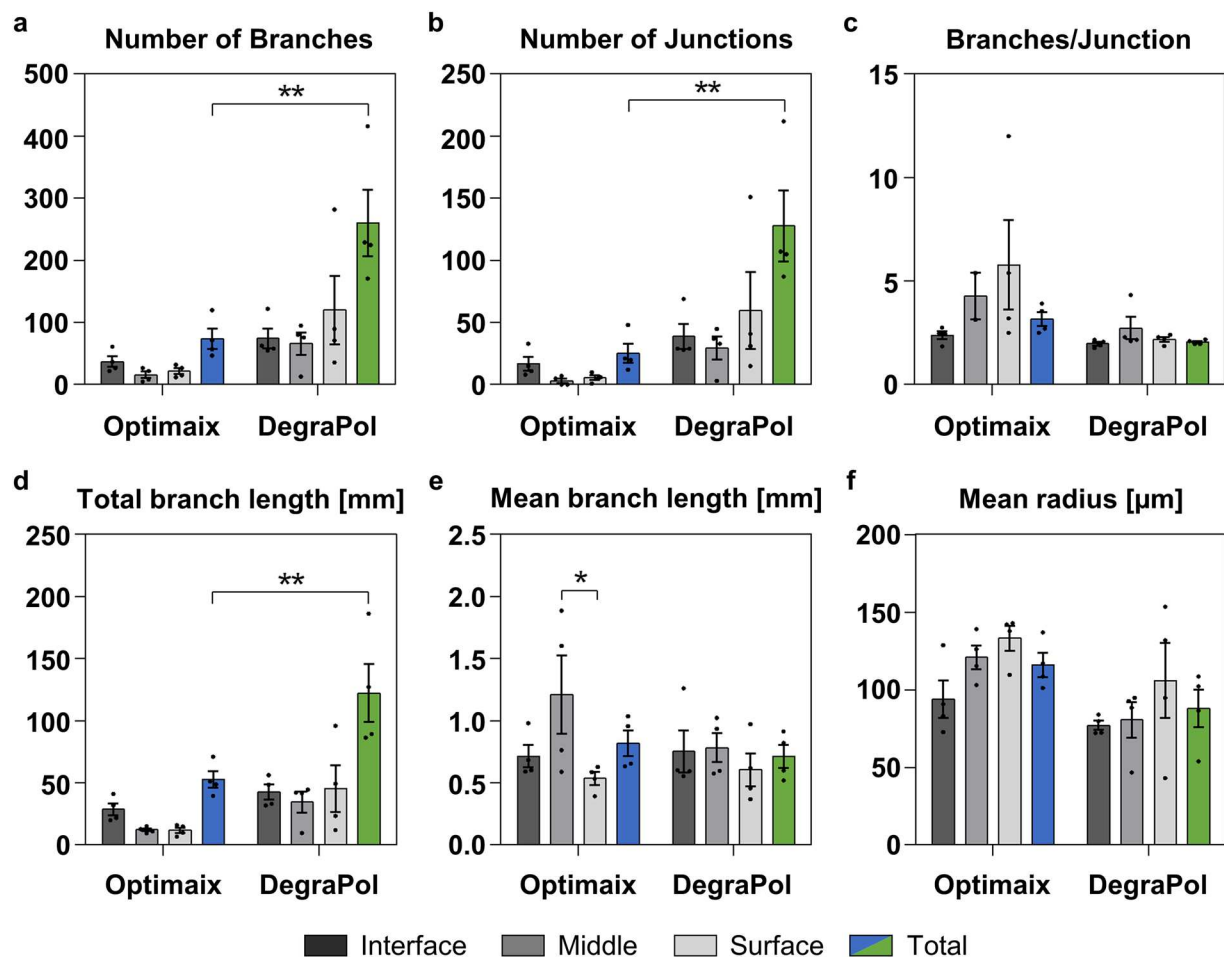 a Number of Branches
500
400
300
200
100
0
**
Optimaix DegraPol
b Number of Junctions
250
200
150
100
50
0
**
Optimaix DegraPol
c Branches/Junction
15
10
5
0
Optimaix DegraPol
d Total branch length [mm]
250
200
150
100
50
0
**
Optimaix DegraPol
e Mean branch length [mm]
2.5
2.0
1.5
1.0
0.5
0.0
*
Optimaix DegraPol
f Mean radius [µm]
200
150
100
50
0
Optimaix DegraPol
Interface Middle Surface Total